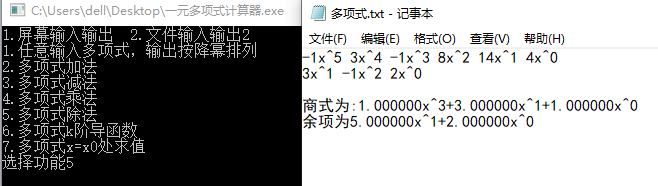 C:\Users\dell\Desktop\一元多项式计算器.exe
1.屏幕输入输出 2.文件输入输出2
1.任意输入多项式，输出按降幂排列
2.多项式加法
3.多项式减法
4.多项式乘法
5.多项式除法
6.多项式k阶导函数
7.多项式x=x0处求值
选择功能5
多项式.txt - 记事本
文件(F) 编辑(E) 格式(O) 查看(V) 帮助(H)
-1x^5 3x^4 -1x^3 8x^2 14x^1 4x^0
3x^1 -1x^2 2x^0
商式为:1.000000x^3+3.000000x^1+1.000000x^0
余项为5.000000x^1+2.000000x^0